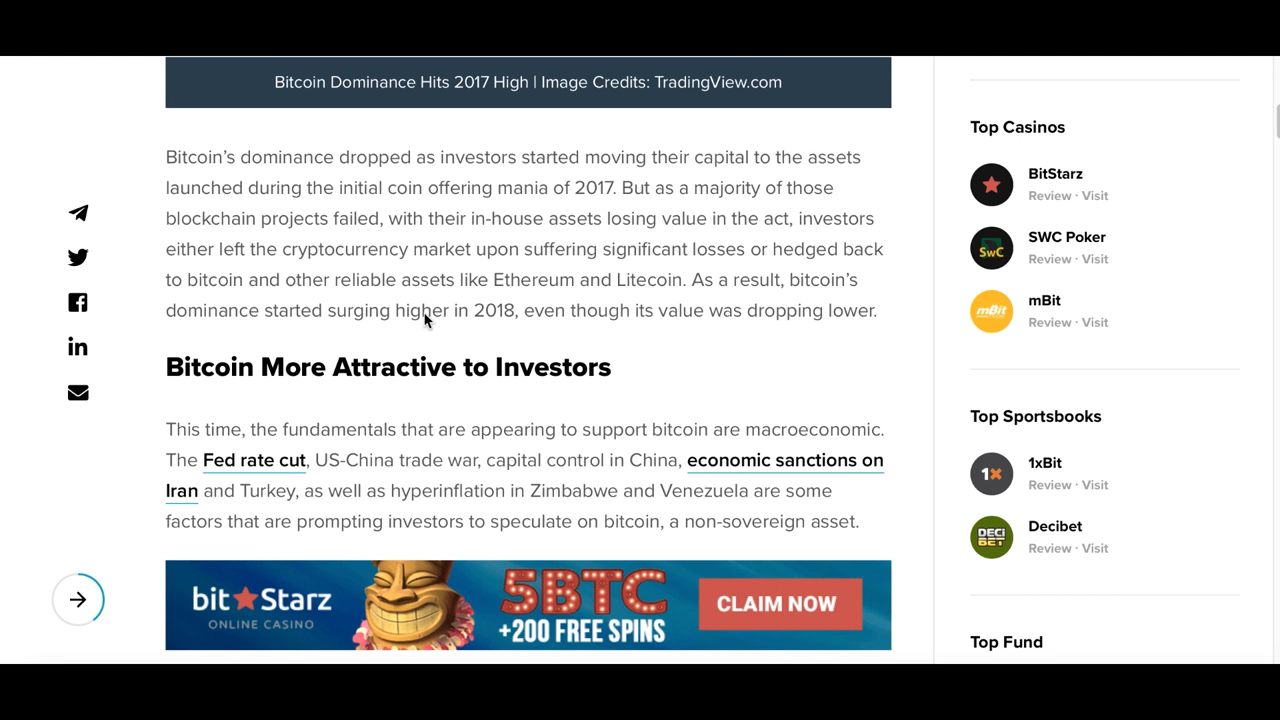 Bitcoin Dominance Hits 2017 High | Image Credits: TradingView.com
Bitcoin’s dominance dropped as investors started moving their capital to the assets
launched during the initial coin offering mania of 2017. But as a majority of those
blockchain projects failed, with their in-house assets losing value in the act, investors
either left the cryptocurrency market upon suffering significant losses or hedged back
to bitcoin and other reliable assets like Ethereum and Litecoin. As a result, bitcoin’s
dominance started surging higher in 2018, even though its value was dropping lower.
Bitcoin More Attractive to Investors
This time, the fundamentals that are appearing to support bitcoin are macroeconomic.
The Fed rate cut, US-China trade war, capital control in China, economic sanctions on
Iran and Turkey, as well as hyperinflation in Zimbabwe and Venezuela are some
factors that are prompting investors to speculate on bitcoin, a non-sovereign asset.
bit Starz
ONLINE CASINO
5BTC
+200 FREE SPINS
CLAIM NOW
Top Casinos
BitStarz
Review · Visit
SwC
SWC Poker
Review · Visit
mBit
mBit
Review · Visit
Top Sportsbooks
1X
1xBit
Review · Visit
DECI
BET
Decibet
Review · Visit
Top Fund